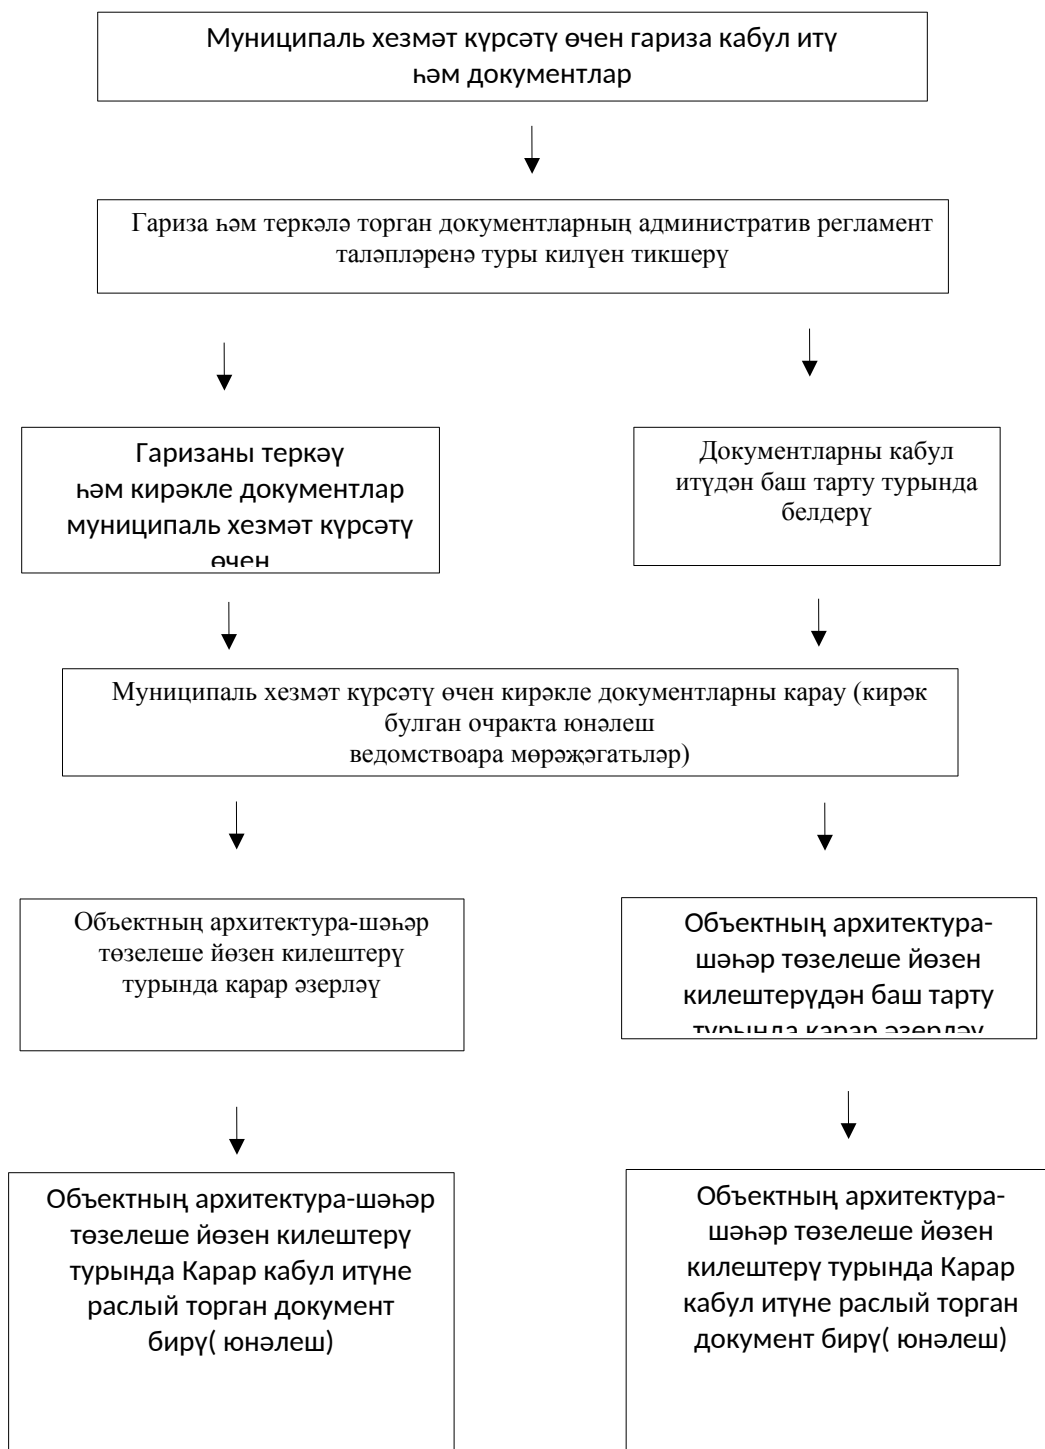 Муниципаль хезмәт күрсәтү өчен гариза кабул итү
һәм документлар
Гариза һәм теркәлә торган документларның административ регламент
таләпләренә туры килүен тикшерү
Гаризаны теркәү
һәм кирәкле документлар
муниципаль хезмәт күрсәтү
өчен
Документларны кабул
итүдән баш тарту турында
белдерү
Муниципаль хезмәт күрсәтү өчен кирәкле документларны карау (кирәк
булган очракта юнәлеш
ведомствоара мөрәҗәгатьләр)
Объектның архитектура-шәһәр
төзелеше йөзен килештерү
турында карар әзерләү
Объектның архитектура-
шәһәр төзелеше йөзен
килештерүдән баш тарту
турында карар әзерләү
Объектның архитектура-шәһәр
төзелеше йөзен килештерү
турында Карар кабул итүне
раслый торган документ
бирү( юнәлеш)
Объектның архитектура-
шәһәр төзелеше йөзен
килештерү турында Карар
кабул итүне раслый торган
документ бирү( юнәлеш)